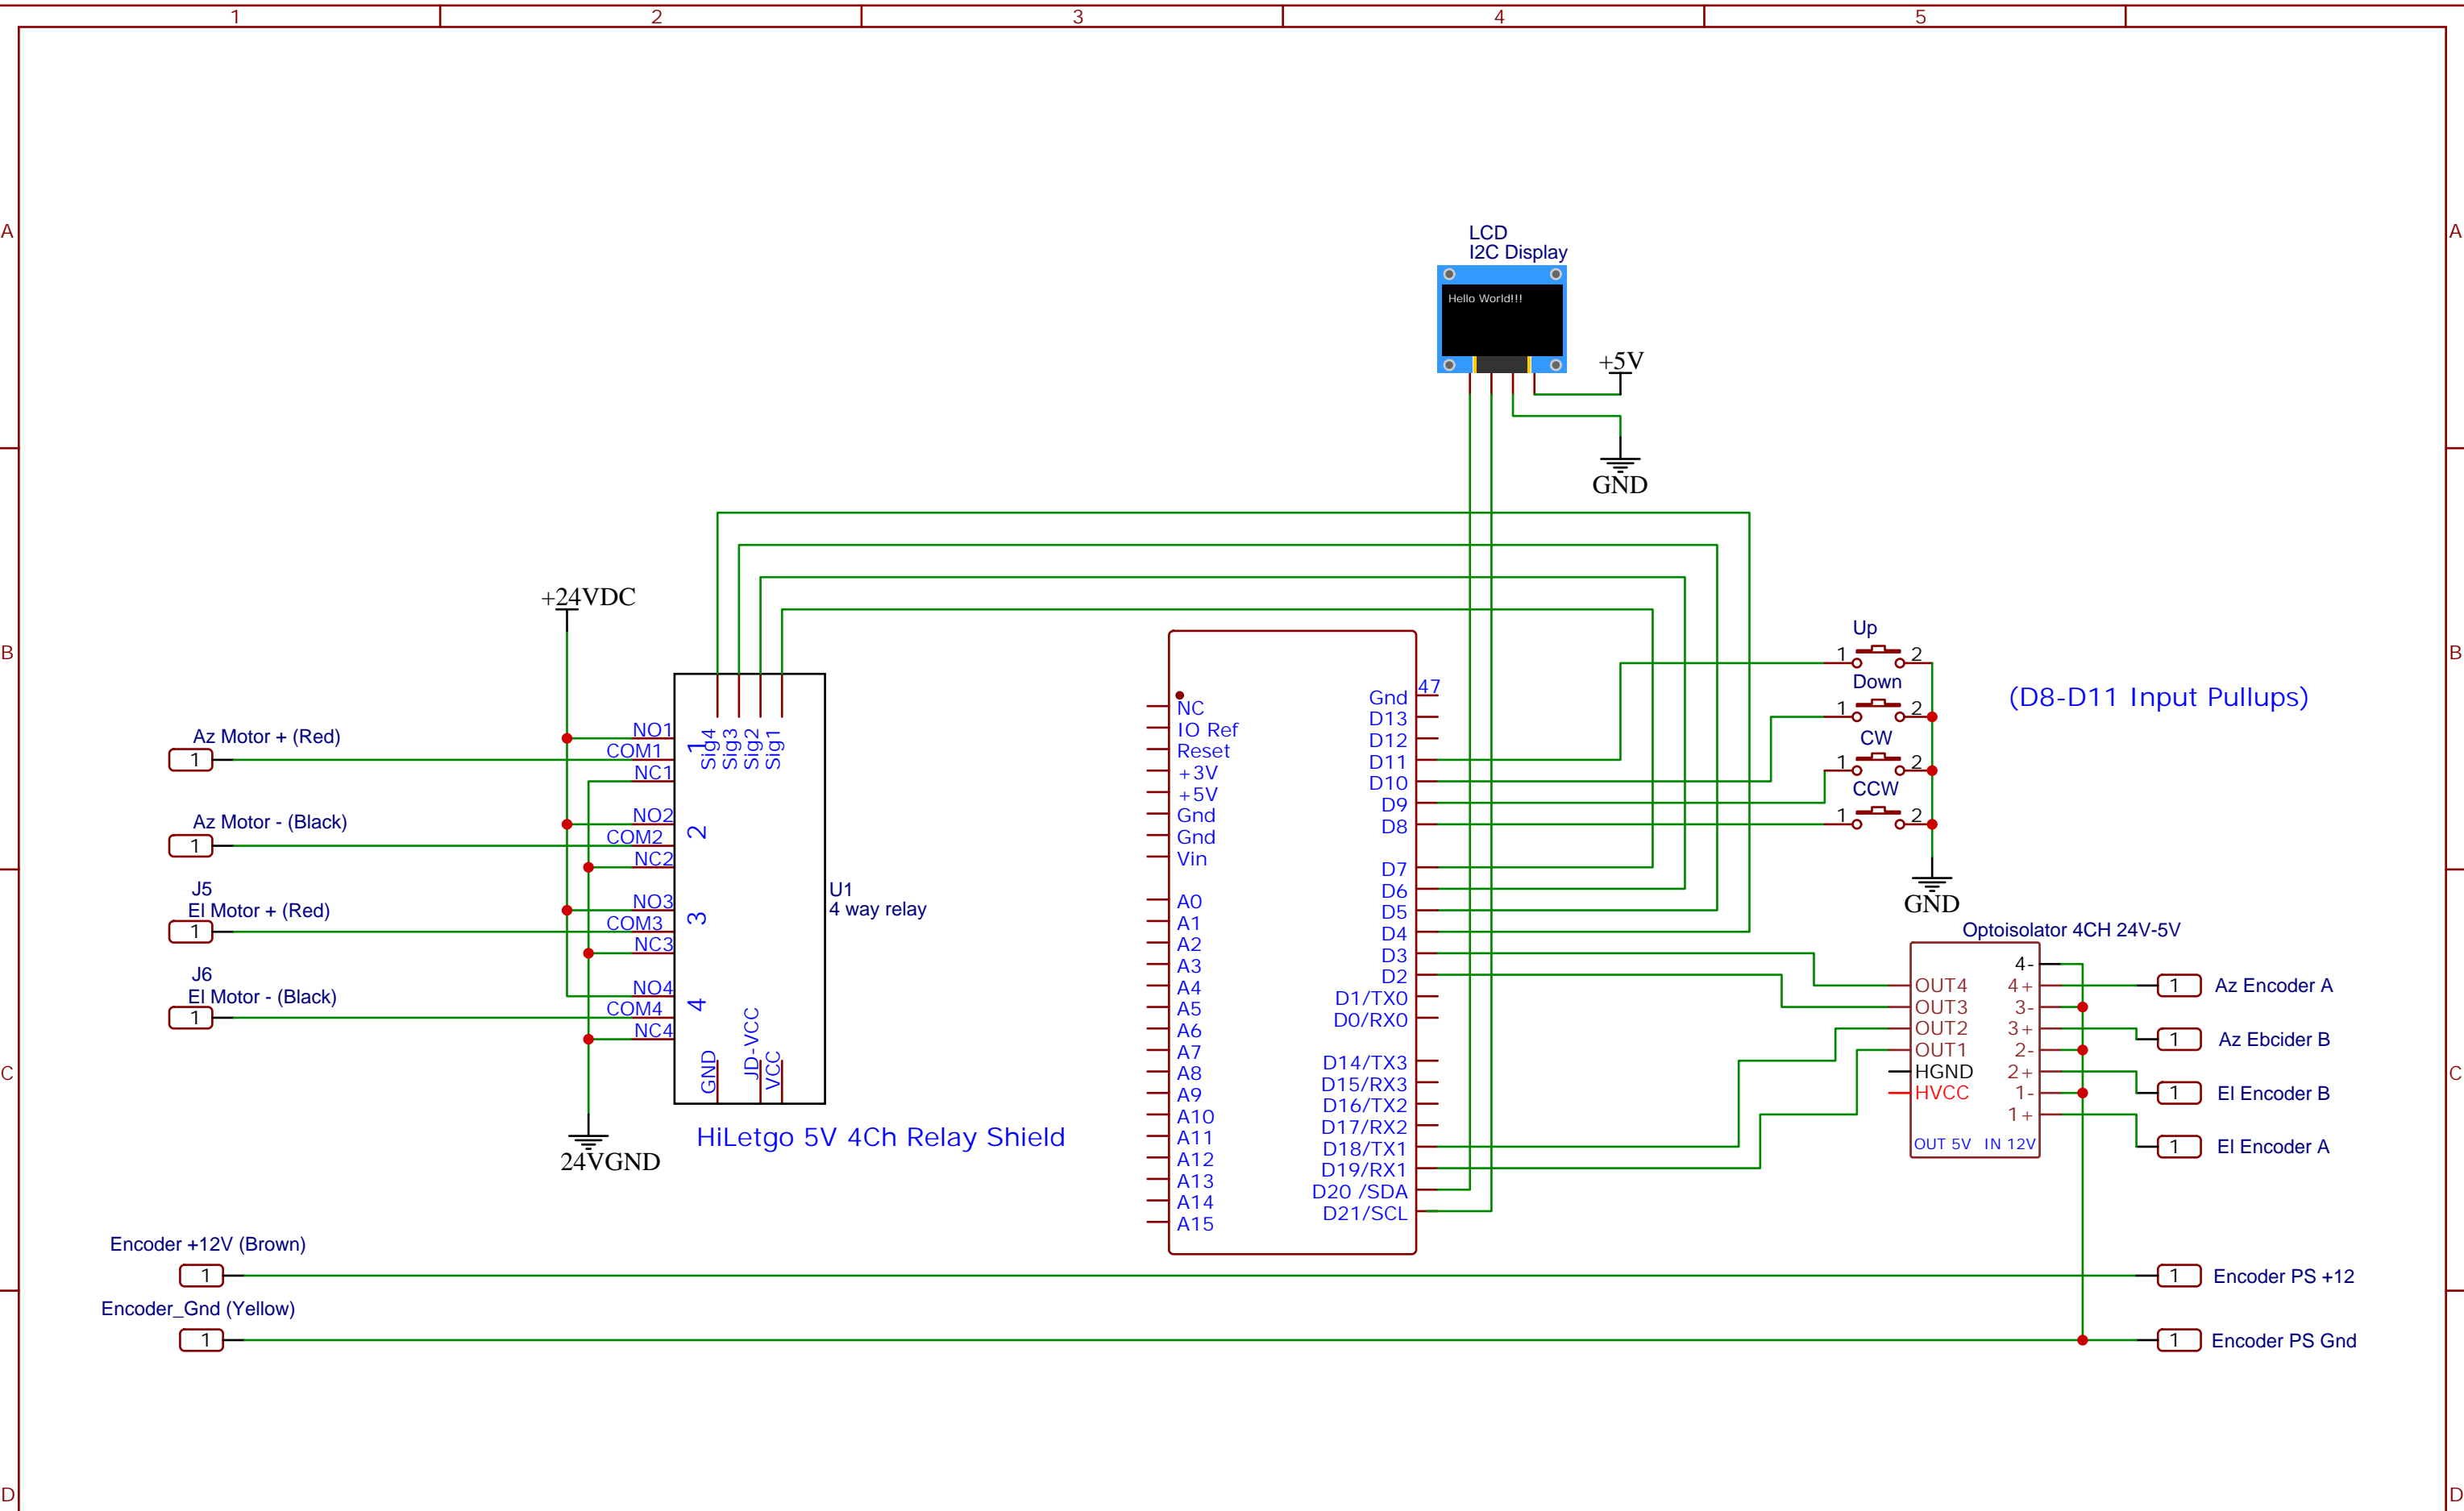 1
2
3
4
5
A
A
B
B
C
C
D
D
LCD
I2C Display
Hello World!!!
+5V
GND
+24VDC
Az Motor + (Red)
1
Az Motor - (Black)
1
J5
El Motor + (Red)
1
J6
El Motor - (Black)
1
NO1
COM1
NC1
NO2
COM2
NC2
NO3
COM3
NC3
NO4
COM4
NC4
1
2
3
4
Sig4
Sig3
Sig2
Sig1
GND
JD-VCC
VCC
U1
4 way relay
24VGND
HiLetgo 5V 4Ch Relay Shield
NC
IO Ref
Reset
+3V
+5V
Gnd
Gnd
Vin
A0
A1
A2
A3
A4
A5
A6
A7
A8
A9
A10
A11
A12
A13
A14
A15
47
Gnd
D13
D12
D11
D10
D9
D8
D7
D6
D5
D4
D3
D2
D1/TX0
D0/RX0
D14/TX3
D15/RX3
D16/TX2
D17/RX2
D18/TX1
D19/RX1
D20 /SDA
D21/SCL
Up
1 2
Down
1 2
CW
1 2
CCW
1 2
GND
(D8-D11 Input Pullups)
Optoisolator 4CH 24V-5V
OUT4
OUT3
OUT2
OUT1
HGND
HVCC
4-
4+
3-
3+
2-
2+
1-
1+
OUT 5V IN 12V
1 Az Encoder A
1 Az Ebcider B
1 El Encoder B
1 El Encoder A
Encoder +12V (Brown)
1
1 Encoder PS +12
Encoder_Gnd (Yellow)
1
1 Encoder PS Gnd